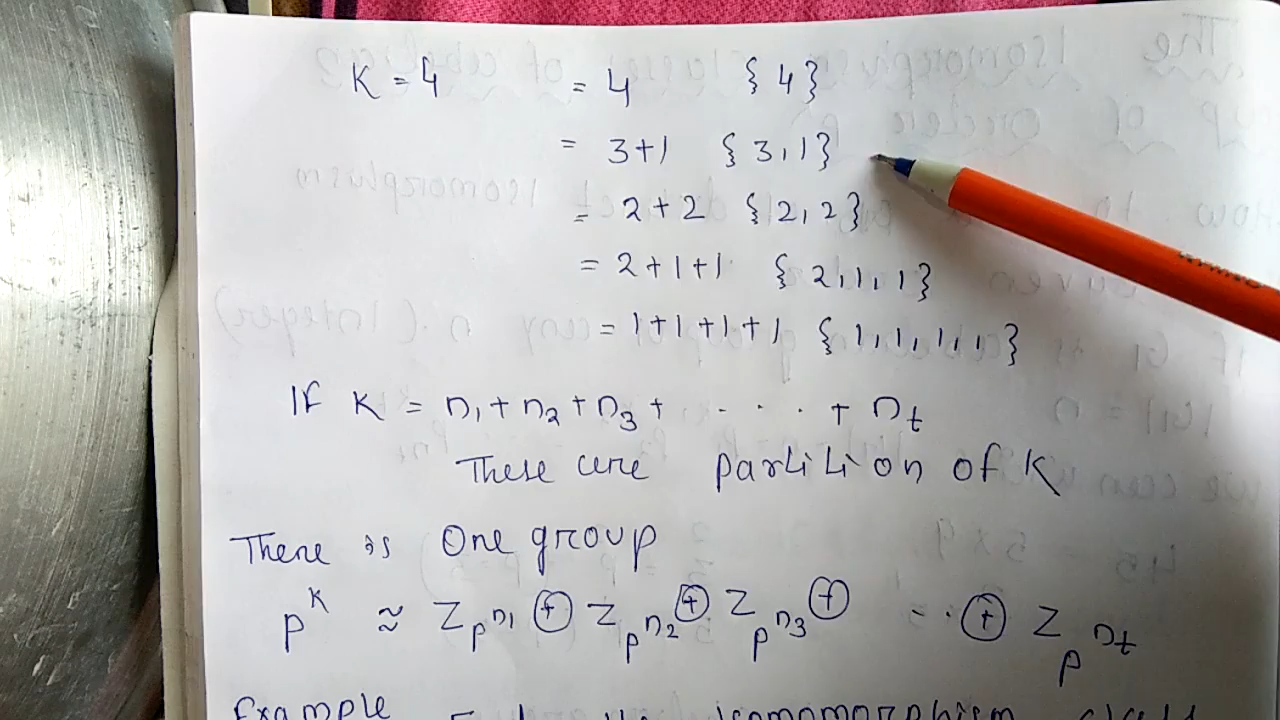 K = 4 = 4 {4}
= 3+1 {3,1}
= 2+2 {2,2}
= 2+1+1 {2,1,1}
= 1+1+1+1 {1,1,1,1}
If K = n₁ + n₂ + n₃ + . . . + nₜ
These are partition of K
There is One group
p^K ≈ Z_p^n₁ ⊕ Z_p^n₂ ⊕ Z_p^n₃ ⊕ - . ⊕ Z_p^nₜ
Example